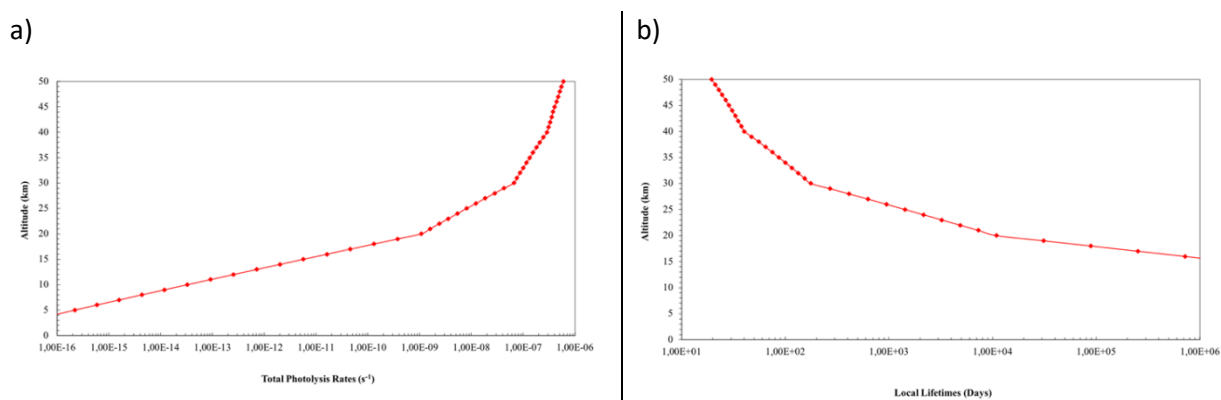 a)
50
45
40
35
30
25
20
15
10
5
0
Altitude (km)
1,00E-16 1,00E-15 1,00E-14 1,00E-13 1,00E-12 1,00E-11 1,00E-10 1,00E-09 1,00E-08 1,00E-07 1,00E-06
Total Photolysis Rates (s⁻¹)
b)
50
45
40
35
30
25
20
15
10
5
0
Altitude (km)
1,00E+01 1,00E+02 1,00E+03 1,00E+04 1,00E+05 1,00E+06
Local Lifetimes (Days)